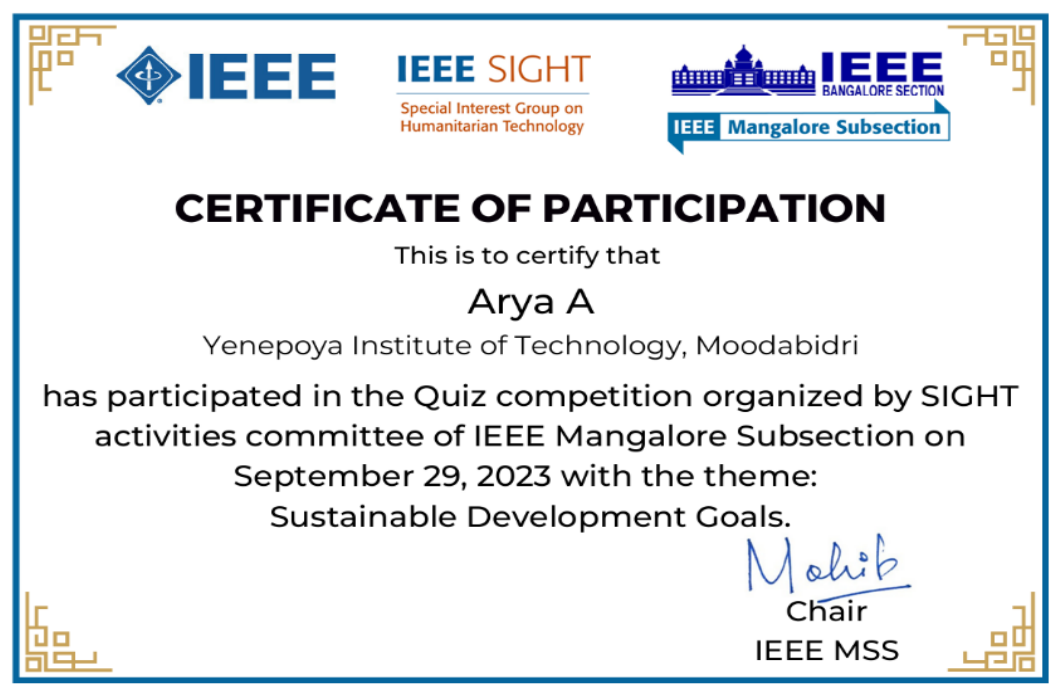 IEEE
IEEE SIGHT
Special Interest Group on
Humanitarian Technology
IEEE
BANGALORE SECTION
IEEE Mangalore Subsection
CERTIFICATE OF PARTICIPATION
This is to certify that
Arya A
Yenepoya Institute of Technology, Moodabidri
has participated in the Quiz competition organized by SIGHT
activities committee of IEEE Mangalore Subsection on
September 29, 2023 with the theme:
Sustainable Development Goals.
Mohib
Chair
IEEE MSS